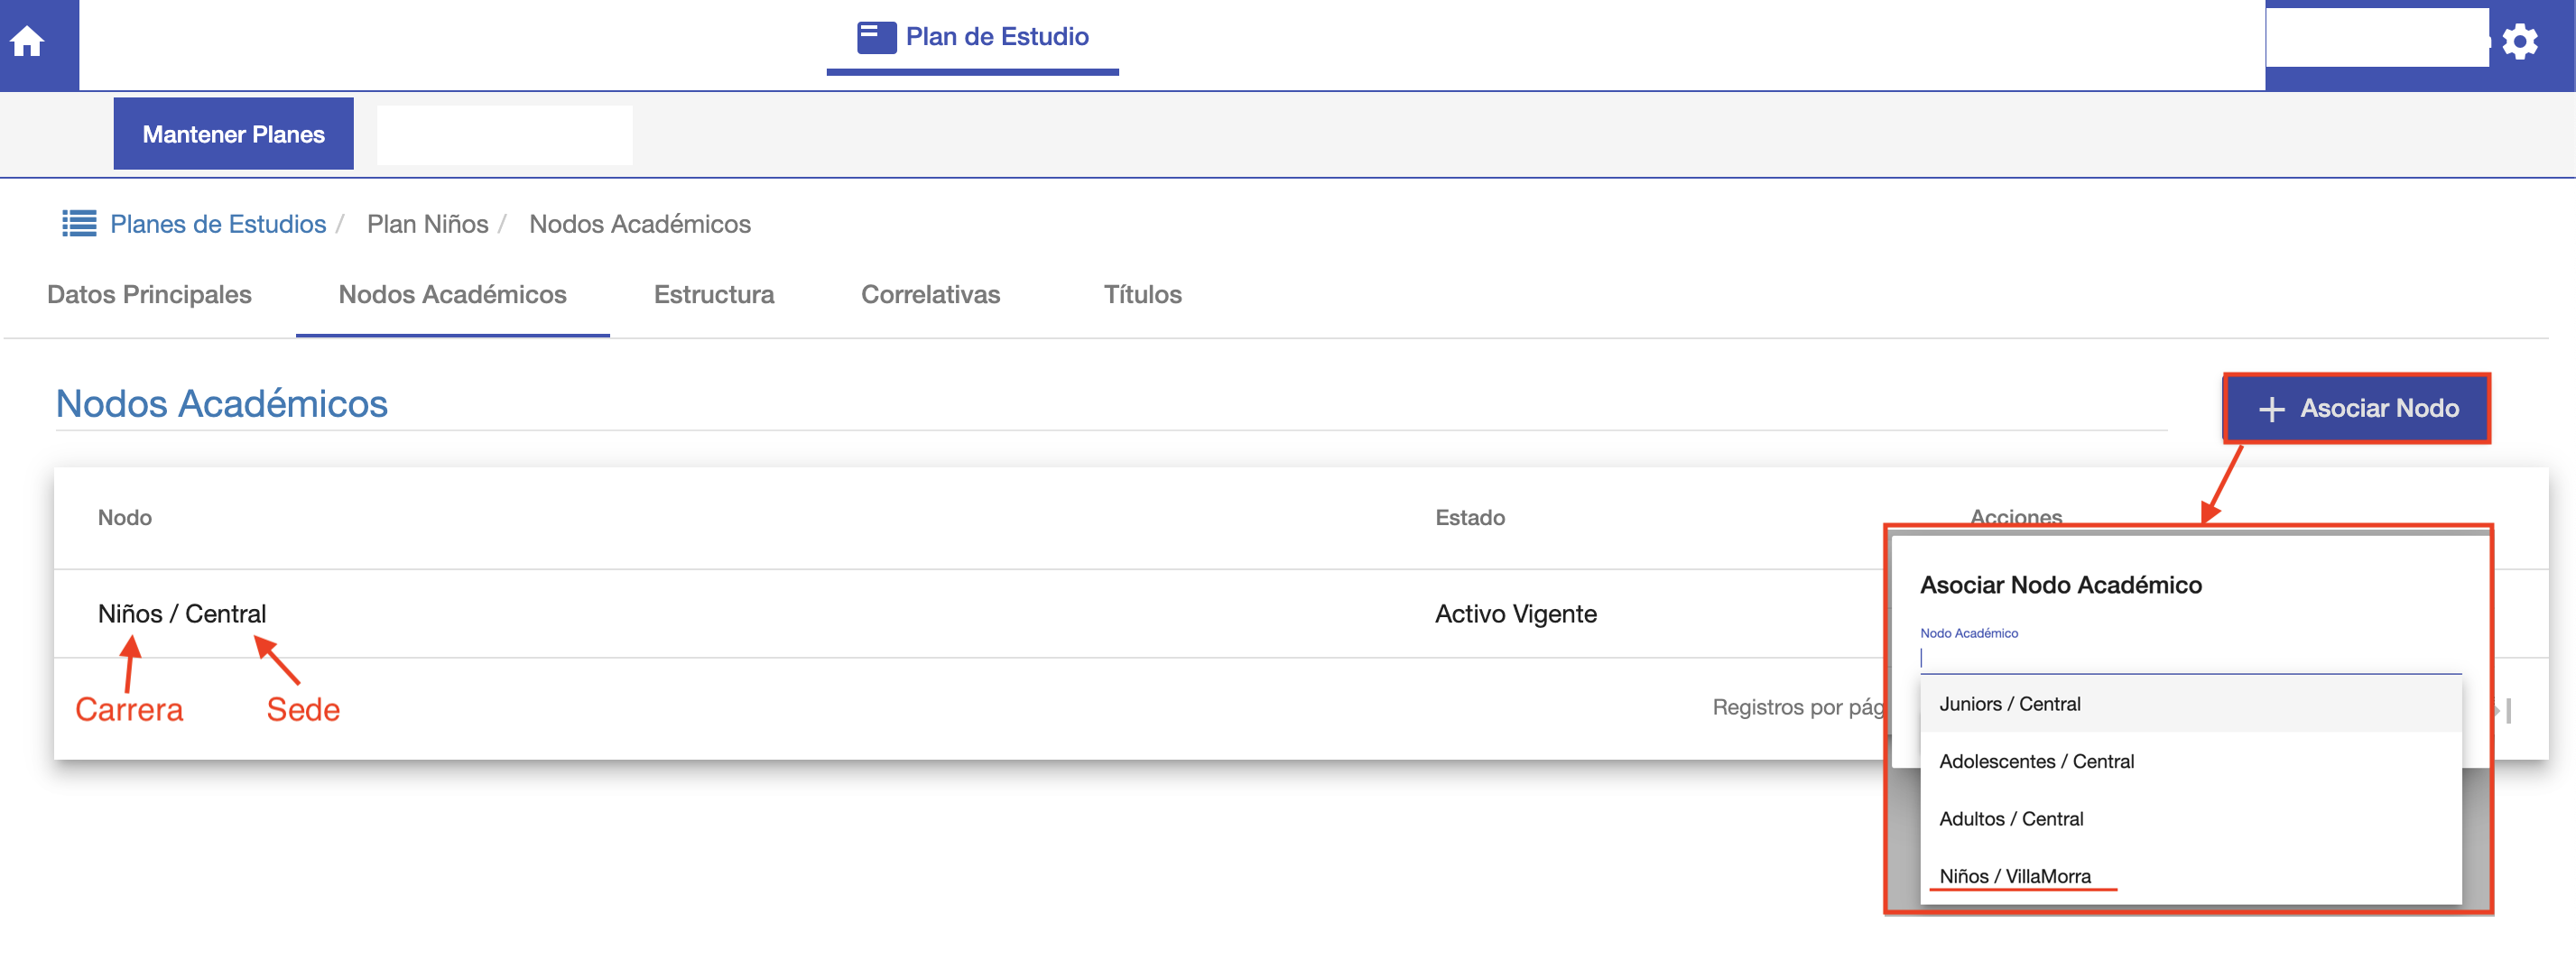 Plan de Estudio
Mantener Planes
Planes de Estudios / Plan Niños / Nodos Académicos
Datos Principales Nodos Académicos Estructura Correlativas Títulos
Nodos Académicos
+ Asociar Nodo
Nodo Estado Acciones
Niños / Central Activo Vigente
Carrera Sede
Registros por pág
Asociar Nodo Académico
Nodo Académico
Juniors / Central
Adolescentes / Central
Adultos / Central
Niños / VillaMorra